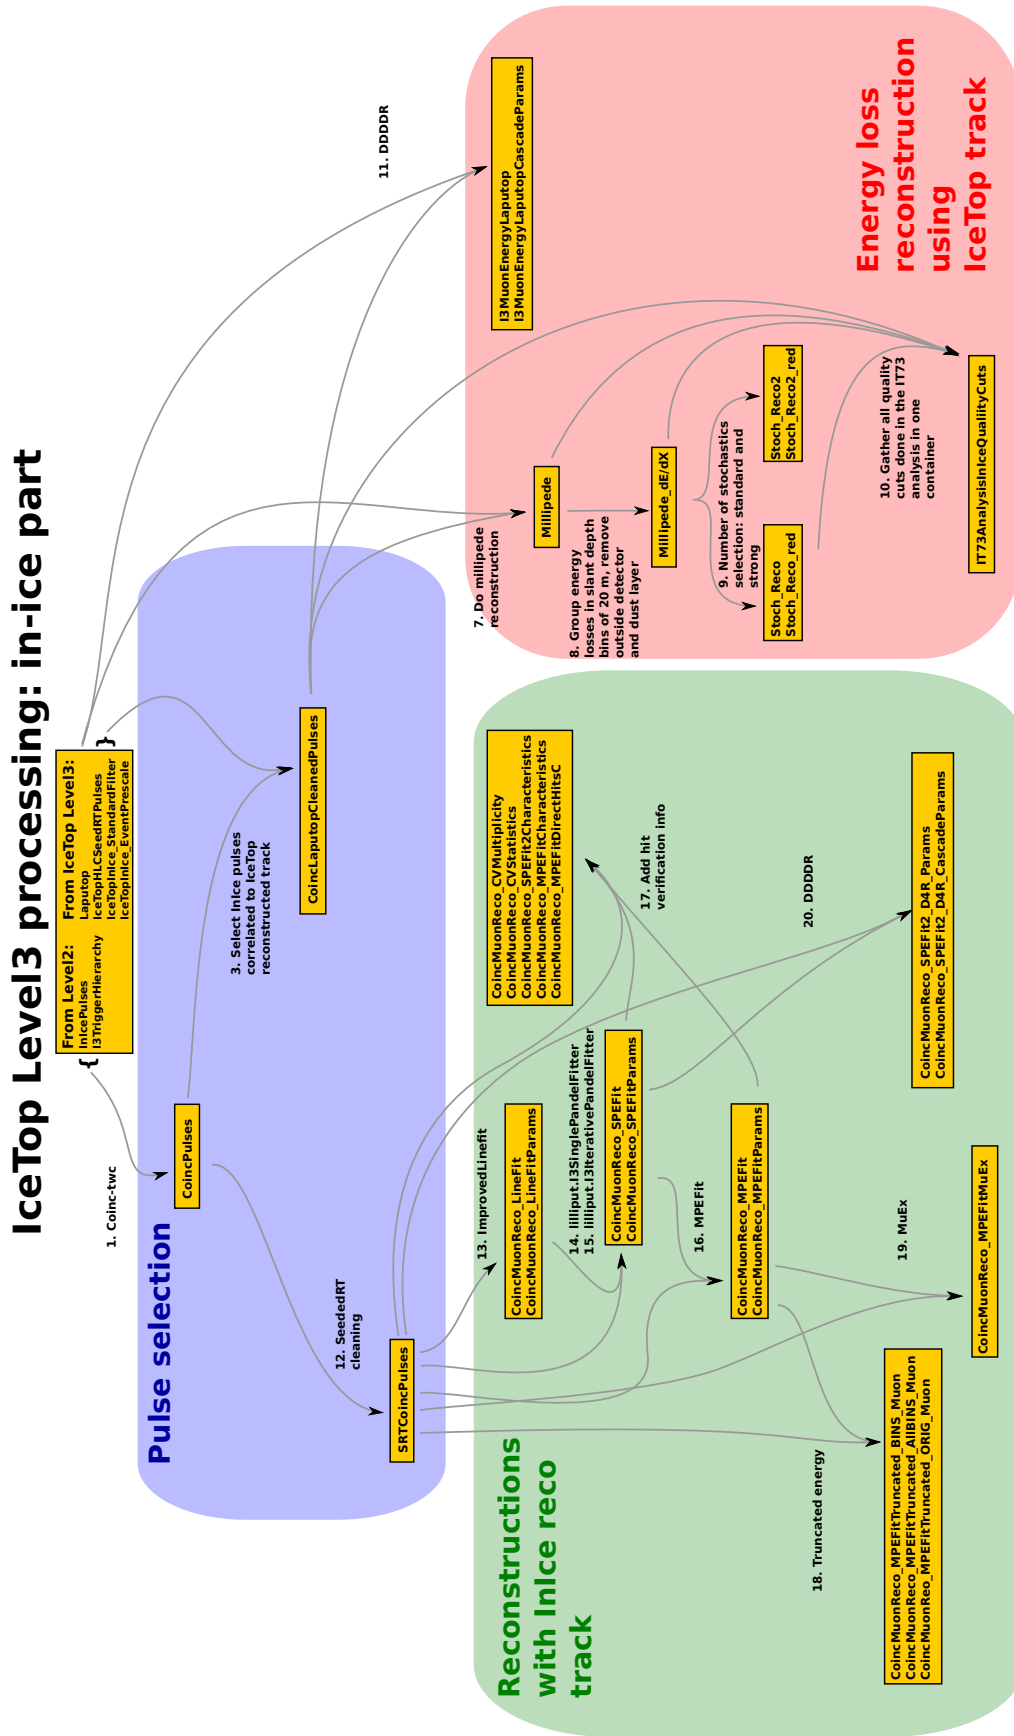 IceTop Level3 processing: in-ice part
From Level2:
InIcePulses
I3TriggerHierarchy
From IceTop Level3:
Laputop
IceTopHLCSeedRTPulses
IceTopInIce_StandardFilter
IceTopInIce_EventPrescale
{
}
1. Coinc-twc
Pulse selection
CoincPulses
3. Select InIce pulses
correlated to IceTop
reconstructed track
CoincLaputopCleanedPulses
12. SeededRT
cleaning
SRTCoincPulses
11. DDDDR
I3MuonEnergyLaputop
I3MuonEnergyLaputopCascadeParams
7. Do millipede
reconstruction
Millipede
8. Group energy
losses in slant depth
bins of 20 m, remove
outside detector
and dust layer
Millipede_dE/dX
9. Number of stochastics
selection: standard and
strong
Stoch_Reco
Stoch_Reco_red
Stoch_Reco2
Stoch_Reco2_red
10. Gather all quality
cuts done in the IT73
analysis in one
container
IT73AnalysisInIceQualiityCuts
Energy loss
reconstruction
using
IceTop track
Reconstructions
with InIce reco
track
13. ImprovedLinefit
CoincMuonReco_LineFit
CoincMuonReco_LineFitParams
14. lilliput.I3SinglePandelFitter
15. lilliput.I3IterativePandelFitter
CoincMuonReco_SPEFit
CoincMuonReco_SPEFitParams
16. MPEFit
CoincMuonReco_MPEFit
CoincMuonReco_MPEFitParams
CoincMuonReco_CVMultiplicity
CoincMuonReco_CVStatistics
CoincMuonReco_SPEFit2Characteristics
CoincMuonReco_MPEFitCharacteristics
CoincMuonReco_MPEFitDirectHitsC
17. Add hit
verification info
18. Truncated energy
CoincMuonReco_MPEFitTruncated_BINS_Muon
CoincMuonReco_MPEFitTruncated_AllBINS_Muon
CoincMuonReo_MPEFitTruncated_ORIG_Muon
19. MuEx
CoincMuonReco_MPEFitMuEx
20. DDDDR
CoincMuonReco_SPEFit2_D4R_Params
CoincMuonReco_SPEFit2_D4R_CascadeParams